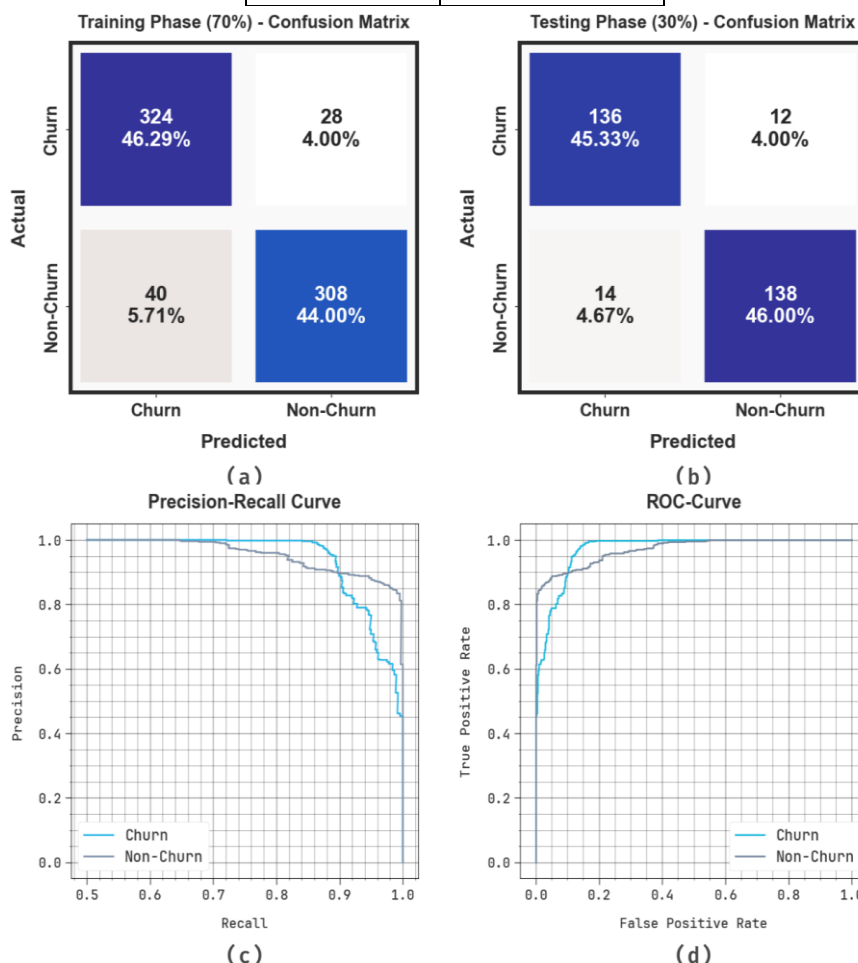 Training Phase (70%) - Confusion Matrix
Testing Phase (30%) - Confusion Matrix
Actual
Churn
Non-Churn
324
46.29%
28
4.00%
40
5.71%
308
44.00%
Churn
Non-Churn
Predicted
(a)
Actual
Churn
Non-Churn
136
45.33%
12
4.00%
14
4.67%
138
46.00%
Churn
Non-Churn
Predicted
(b)
Precision-Recall Curve
Precision
1.0
0.8
0.6
0.4
0.2
0.0
Churn
Non-Churn
0.5 0.6 0.7 0.8 0.9 1.0
Recall
(c)
ROC-Curve
True Positive Rate
1.0
0.8
0.6
0.4
0.2
0.0
Churn
Non-Churn
0.0 0.2 0.4 0.6 0.8 1.0
False Positive Rate
(d)